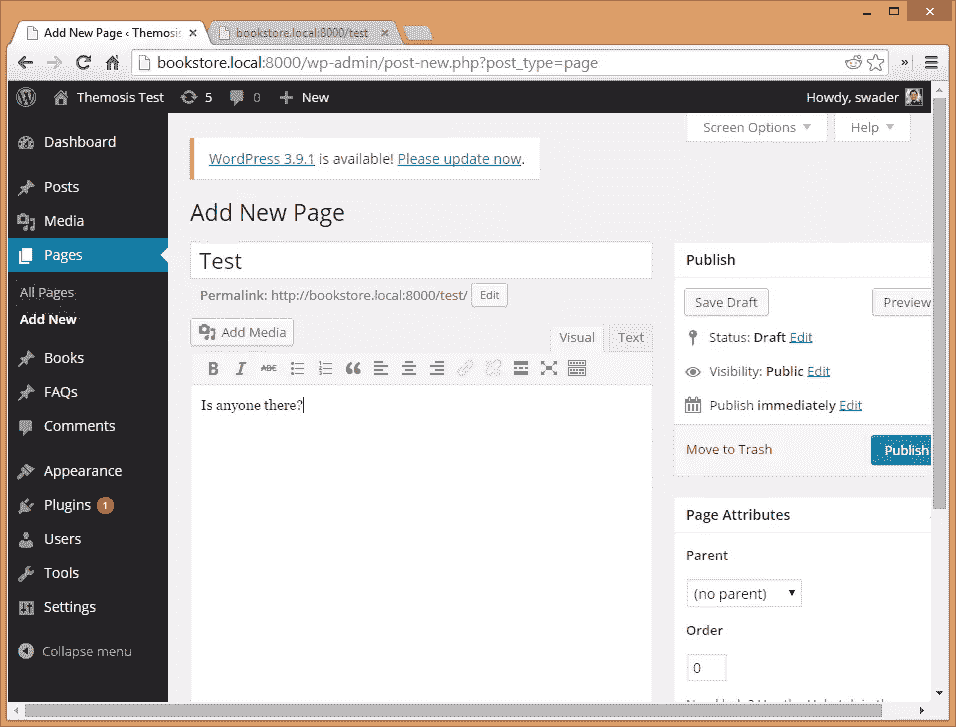 Add New Page ‹ Themosis
bookstore.local:8000/test
bookstore.local:8000/wp-admin/post-new.php?post_type=page
Themosis Test 5 0 New Howdy, swader
Screen Options Help
Dashboard
Posts
Media
Pages
All Pages
Add New
Books
FAQs
Comments
Appearance
Plugins 1
Users
Tools
Settings
Collapse menu
WordPress 3.9.1 is available! Please update now.
Add New Page
Test
Permalink: http://bookstore.local:8000/test/ Edit
Add Media
Visual Text
B I ABC
Is anyone there?
Publish
Save Draft Preview
Status: Draft Edit
Visibility: Public Edit
Publish immediately Edit
Move to Trash Publish
Page Attributes
Parent
(no parent)
Order
0